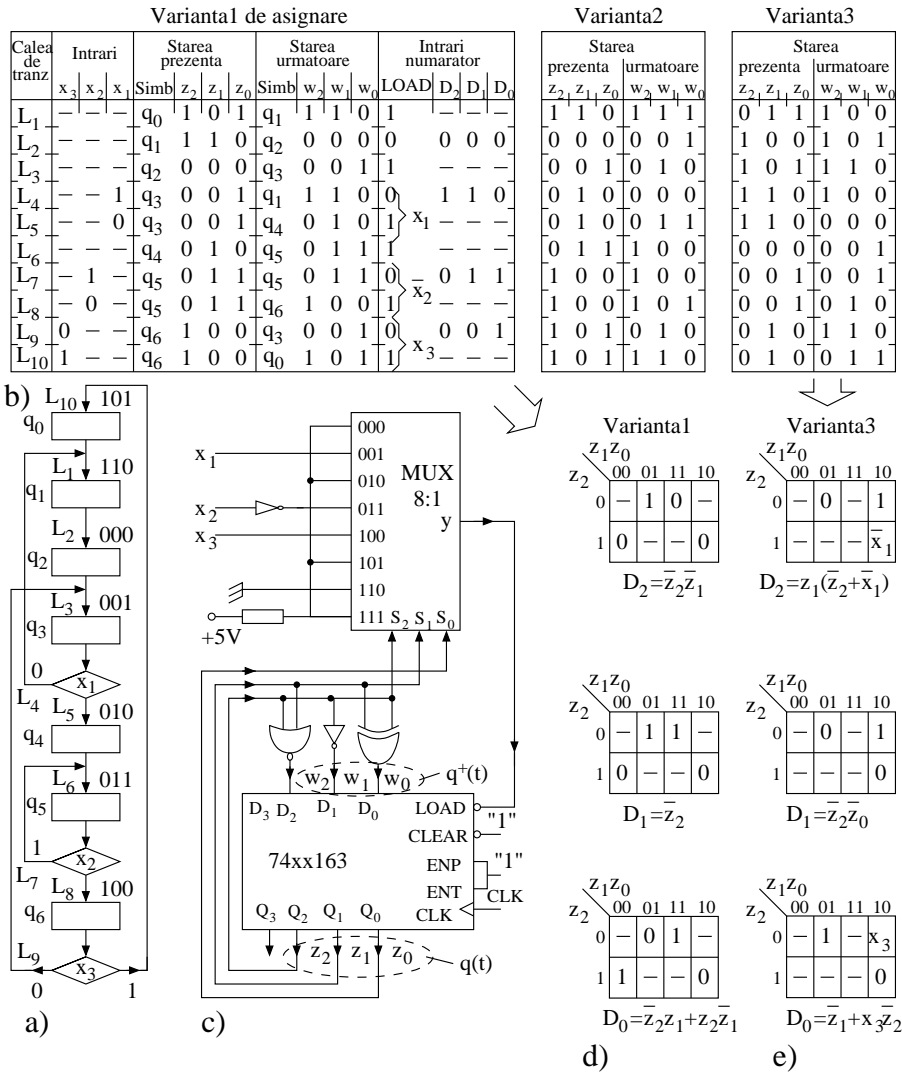 Varianta1 de asignare Varianta2 Varianta3
Calea de tranz Intrari Starea prezenta Starea urmatoare Intrari numarator Starea prezenta urmatoare Starea prezenta urmatoare
x3 x2 x1 Simb z2 z1 z0 Simb w2 w1 w0 LOAD D2 D1 D0 z2 z1 z0 w2 w1 w0 z2 z1 z0 w2 w1 w0
L1 – – – q0 1 0 1 q1 1 1 0 1 – – – 1 1 0 1 1 1 0 1 1 1 0 0
L2 – – – q1 1 1 0 q2 0 0 0 0 0 0 0 0 0 0 0 0 1 1 0 0 1 0 1
L3 – – – q2 0 0 0 q3 0 0 1 1 – – – 0 0 1 0 1 0 1 0 1 1 1 0
L4 – – 1 q3 0 0 1 q1 1 1 0 0 1 1 0 0 1 0 1 1 1 1 1 0 1 0 0
x1
L5 – – 0 q3 0 0 1 q4 0 1 0 1 – – – 0 1 0 0 1 1 1 1 0 0 0 0
L6 – – – q4 0 1 0 q5 0 1 1 1 – – – 0 1 1 1 0 0 0 0 0 0 0 1
L7 – 1 – q5 0 1 1 q5 0 1 1 0 0 1 1 1 0 0 1 0 0 0 0 1 0 0 1
x̅2
L8 – 0 – q5 0 1 1 q6 1 0 0 1 – – – 1 0 0 1 0 1 0 0 1 0 1 0
L9 0 – – q6 1 0 0 q3 0 0 1 0 0 0 1 1 0 1 0 1 0 0 1 0 1 1 0
x3
L10 1 – – q6 1 0 0 q0 1 0 1 1 – – – 1 0 1 1 1 0 0 1 0 0 1 1
b)
L10 101
q0
L1 110
q1
L2 000
q2
L3 001
q3
0 x1
L4 L5 010
q4
L6 011
q5
1 x2
L7 L8 100
q6
L9 x3
0 1
a)
000
x1 001
010
x2 011
x3 100
101
110
111
MUX
8:1
y
S2 S1 S0
+5V
w2 w1 w0 q+(t)
D3 D2 D1 D0 LOAD
CLEAR "1"
74xx163 ENP "1"
ENT CLK
CLK
Q3 Q2 Q1 Q0
z2 z1 z0 q(t)
c)
Varianta1
z1z0
z2 00 01 11 10
0 – 1 0 –
1 0 – – 0
D2=z̅2z̅1
z1z0
z2 00 01 11 10
0 – 1 1 –
1 0 – – 0
D1=z̅2
z1z0
z2 00 01 11 10
0 – 0 1 –
1 1 – – 0
D0=z̅2z1+z2z̅1
d)
Varianta3
z1z0
z2 00 01 11 10
0 – 0 – 1
1 – – – x̅1
D2=z1(z̅2+x̅1)
z1z0
z2 00 01 11 10
0 – 0 – 1
1 – – – 0
D1=z̅2z̅0
z1z0
z2 00 01 11 10
0 – 1 – x3
1 – – – 0
D0=z̅1+x3z̅2
e)